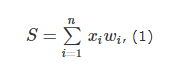 S = \sum_{i=1}^{n} x_i w_i, (1)